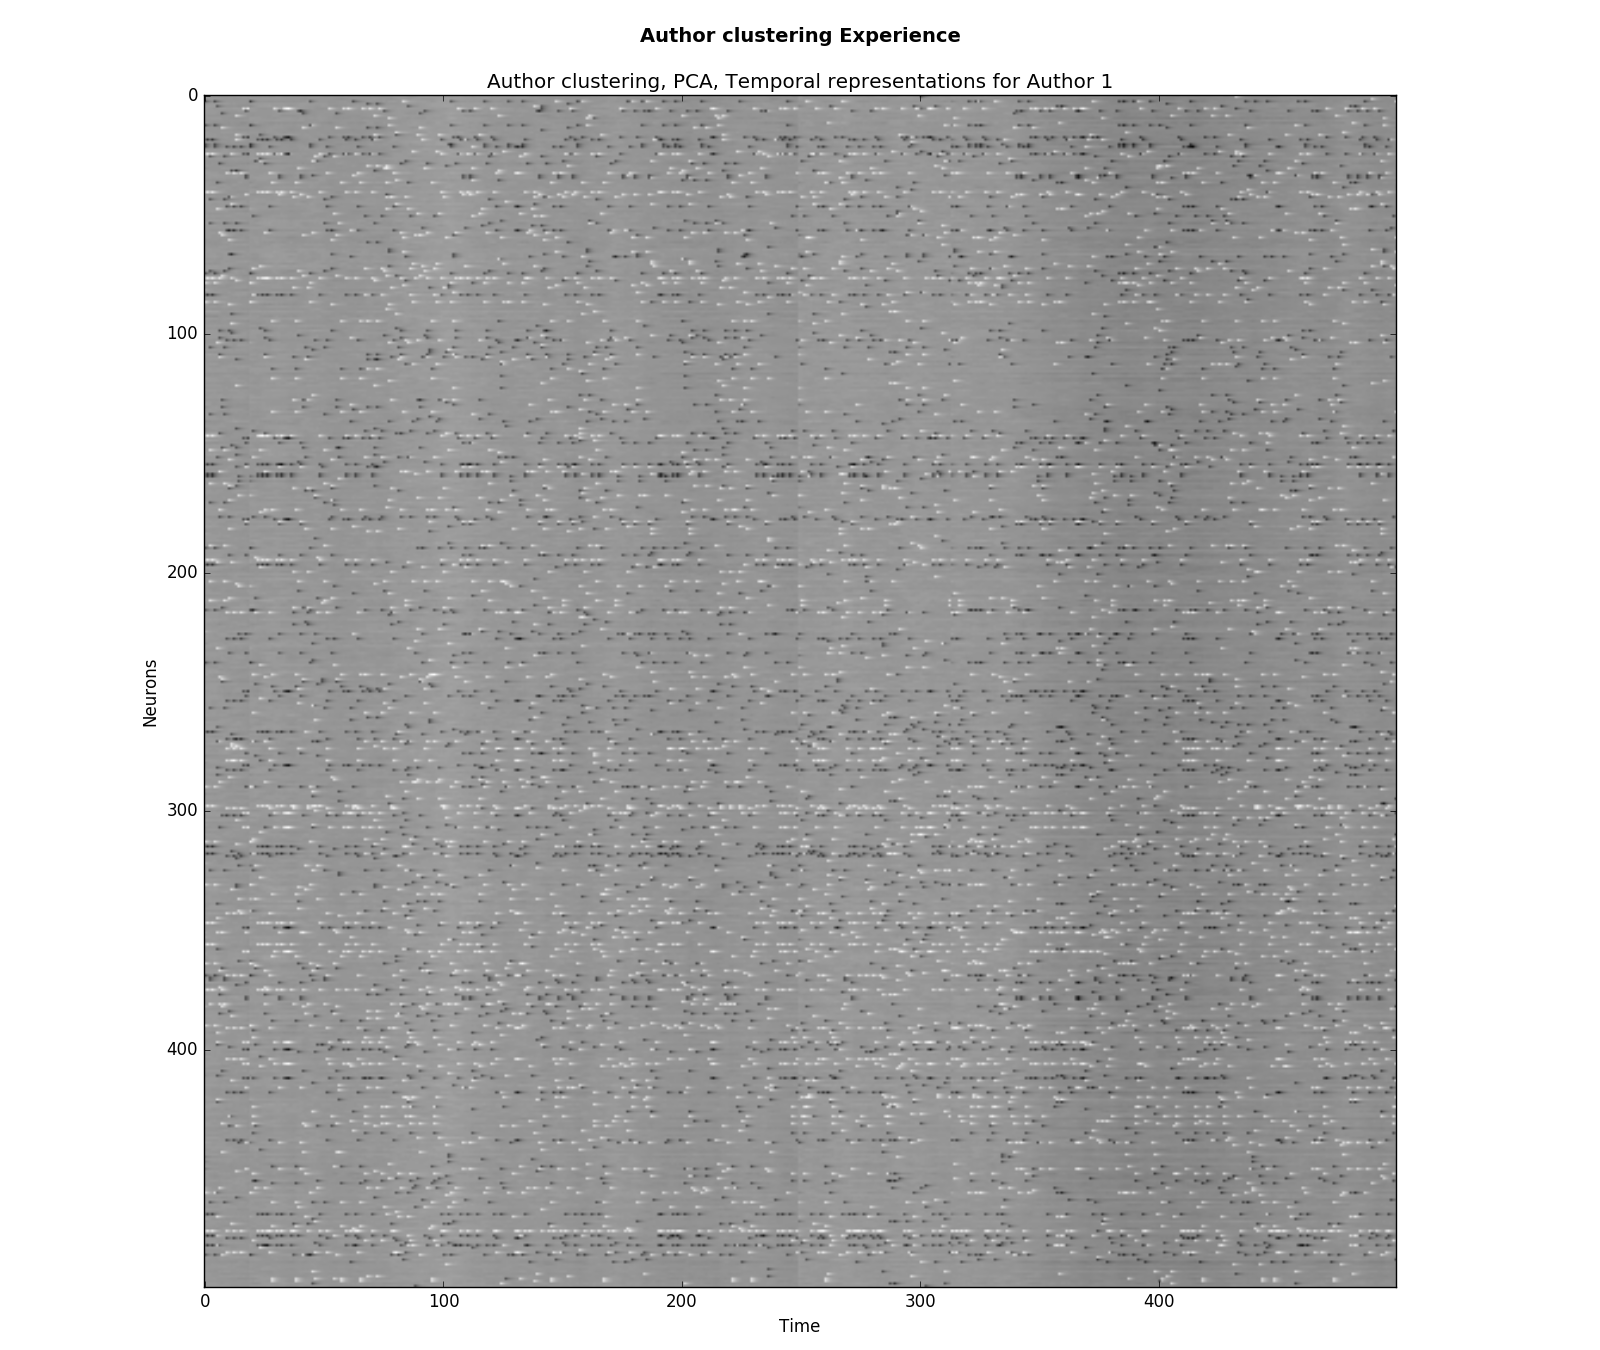 Author clustering Experience
Author clustering, PCA, Temporal representations for Author 1
0
100
200
300
400
Neurons
0 100 200 300 400
Time